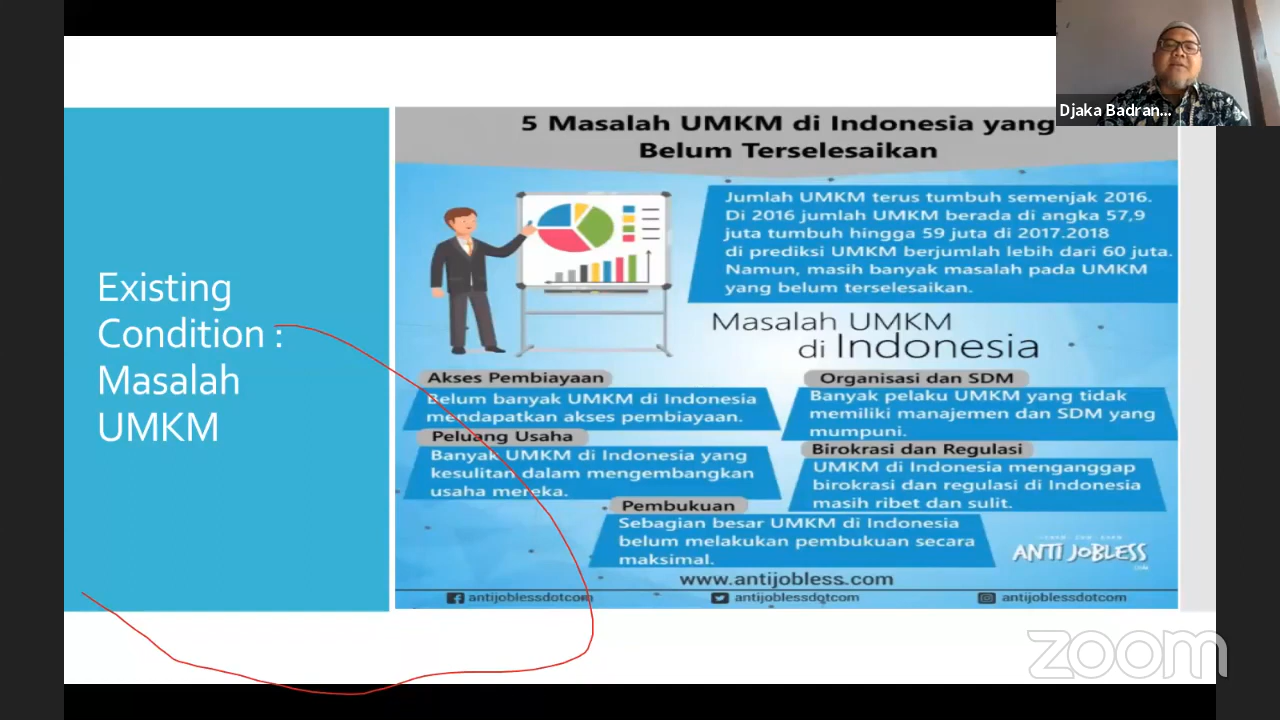 Djaka Badran...
Existing
Condition :
Masalah
UMKM
5 Masalah UMKM di Indonesia yang
Belum Terselesaikan
Jumlah UMKM terus tumbuh semenjak 2016.
Di 2016 jumlah UMKM berada di angka 57,9
juta tumbuh hingga 59 juta di 2017.2018
di prediksi UMKM berjumlah lebih dari 60 juta.
Namun, masih banyak masalah pada UMKM
yang belum terselesaikan.
Masalah UMKM
di Indonesia
Akses Pembiayaan
Belum banyak UMKM di Indonesia
mendapatkan akses pembiayaan.
Peluang Usaha
Banyak UMKM di Indonesia yang
kesulitan dalam mengembangkan
usaha mereka.
Organisasi dan SDM
Banyak pelaku UMKM yang tidak
memiliki manajemen dan SDM yang
mumpuni.
Birokrasi dan Regulasi
UMKM di Indonesia menganggap
birokrasi dan regulasi di Indonesia
masih ribet dan sulit.
Pembukuan
Sebagian besar UMKM di Indonesia
belum melakukan pembukuan secara
maksimal.
ANTI JOBLESS
www.antijobless.com
antijoblessdotcom
antijoblessdotcom
antijoblessdotcom
zoom